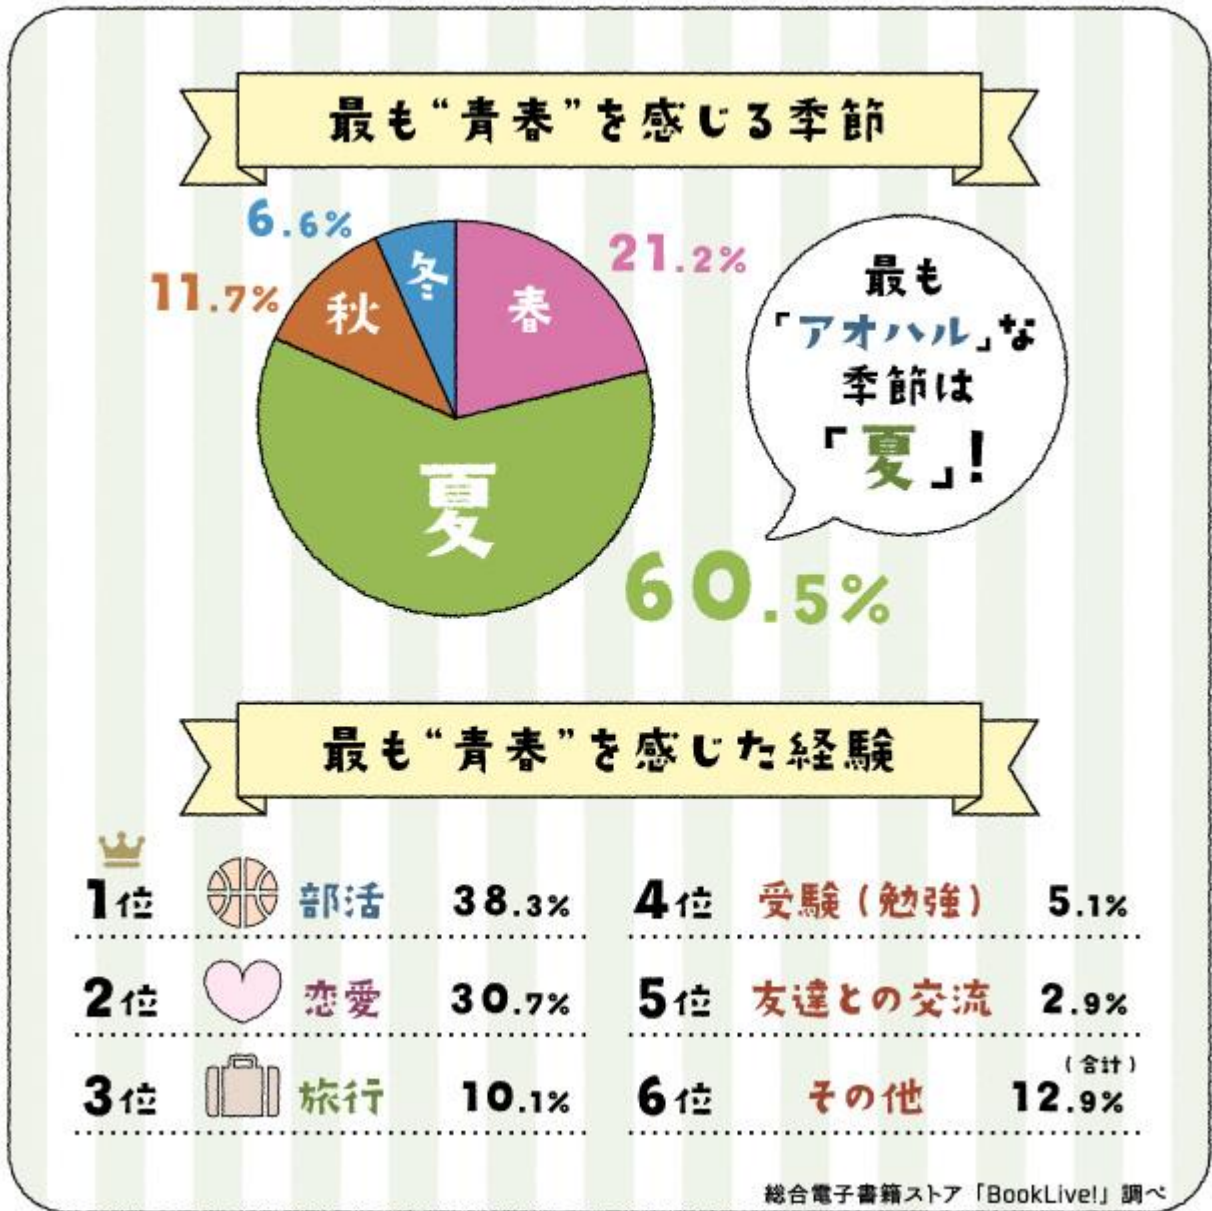 最も“青春”を感じる季節
6.6%
21.2%
11.7%
冬
秋
春
夏
60.5%
最も
「アオハル」な
季節は
「夏」!
最も“青春”を感じた経験
1位 部活 38.3%
2位 恋愛 30.7%
3位 旅行 10.1%
4位 受験(勉強) 5.1%
5位 友達との交流 2.9%
(合計)
6位 その他 12.9%
総合電子書籍ストア「BookLive!」調べ